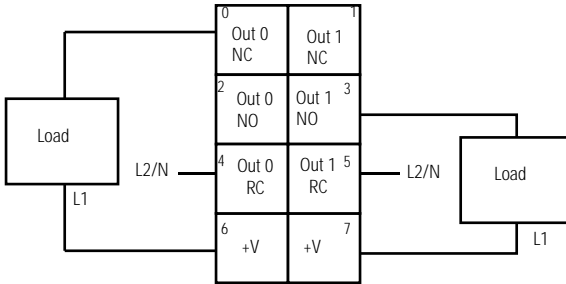 0 1
Out 0 Out 1
NC NC
2 3
Out 0 Out 1
NO NO
Load
Load
L2/N
4 5
Out 0 Out 1
RC RC
L2/N
L1
6 7
+V +V
L1